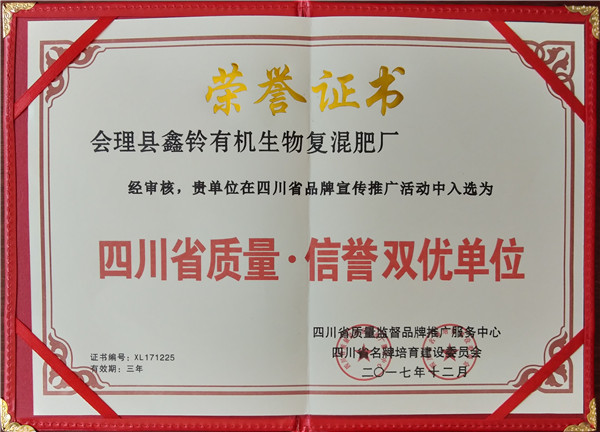 荣誉证书
会理县鑫铃有机生物复混肥厂
经审核，贵单位在四川省品牌宣传推广活动中入选为
四川省质量·信誉双优单位
四川省质量监督品牌推广服务中心
四川省名牌培育建设委员会
二〇一七年十二月
证书编号：XL171225
有效期：三年